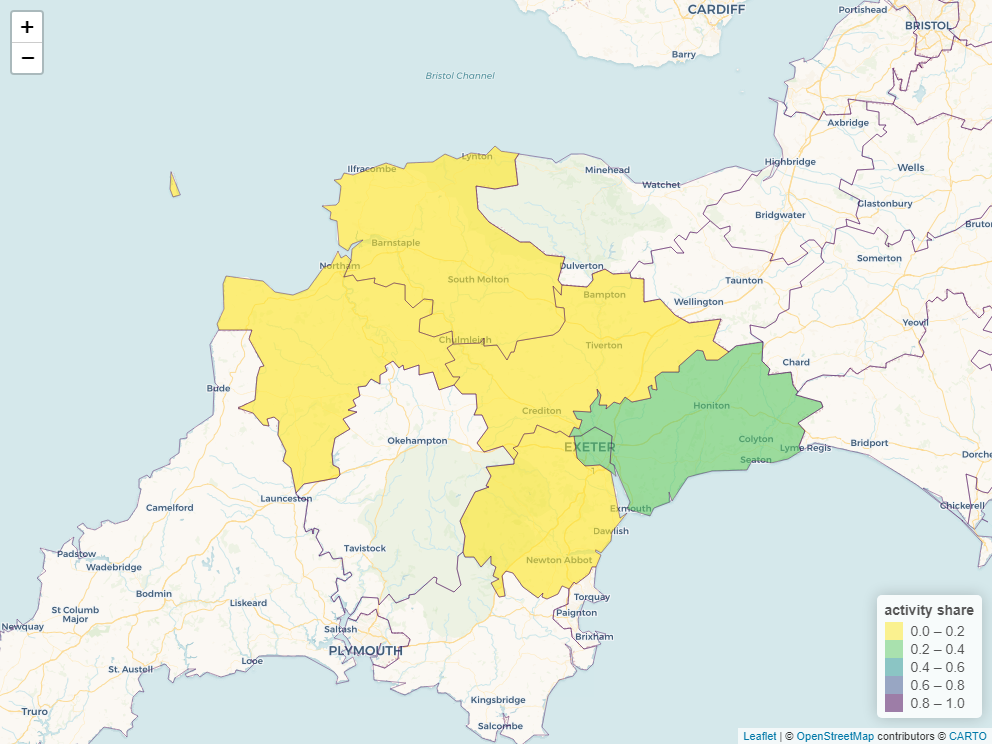 +
−
CARDIFF
Portishead
BRISTOL
Barry
Bristol Channel
Axbridge
Lynton
Ilfracombe
Minehead
Highbridge
Wells
Watchet
Glastonbury
Bridgwater
Bruton
Barnstaple
Somerton
Northam
Dulverton
South Molton
Taunton
Bampton
Wellington
Yeovil
Chulmleigh
Tiverton
Chard
Bude
Honiton
Crediton
Okehampton
EXETER
Colyton
Lyme Regis
Bridport
Seaton
Dorche
Launceston
Camelford
Exmouth
Chickerell
Dawlish
Padstow
Tavistock
Wadebridge
Newton Abbot
Bodmin
Torquay
Liskeard
St Columb
Major
Paignton
Newquay
Saltash
Brixham
PLYMOUTH
Looe
St. Austell
Kingsbridge
Truro
Salcombe
activity share
0.0 – 0.2
0.2 – 0.4
0.4 – 0.6
0.6 – 0.8
0.8 – 1.0
Leaflet | © OpenStreetMap contributors © CARTO